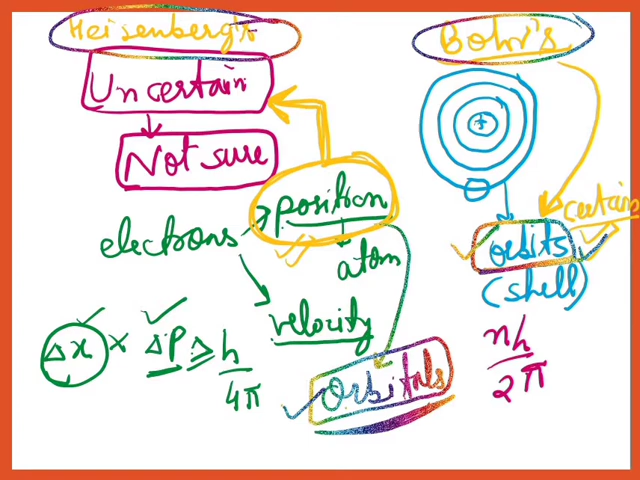 Heisenberg's
Uncertain
Not sure
position
electrons
atom
velocity
Δx × ΔP ≥ h/4π
Orbitals
Bohr's
+
certain
orbits
(shell)
nh/2π